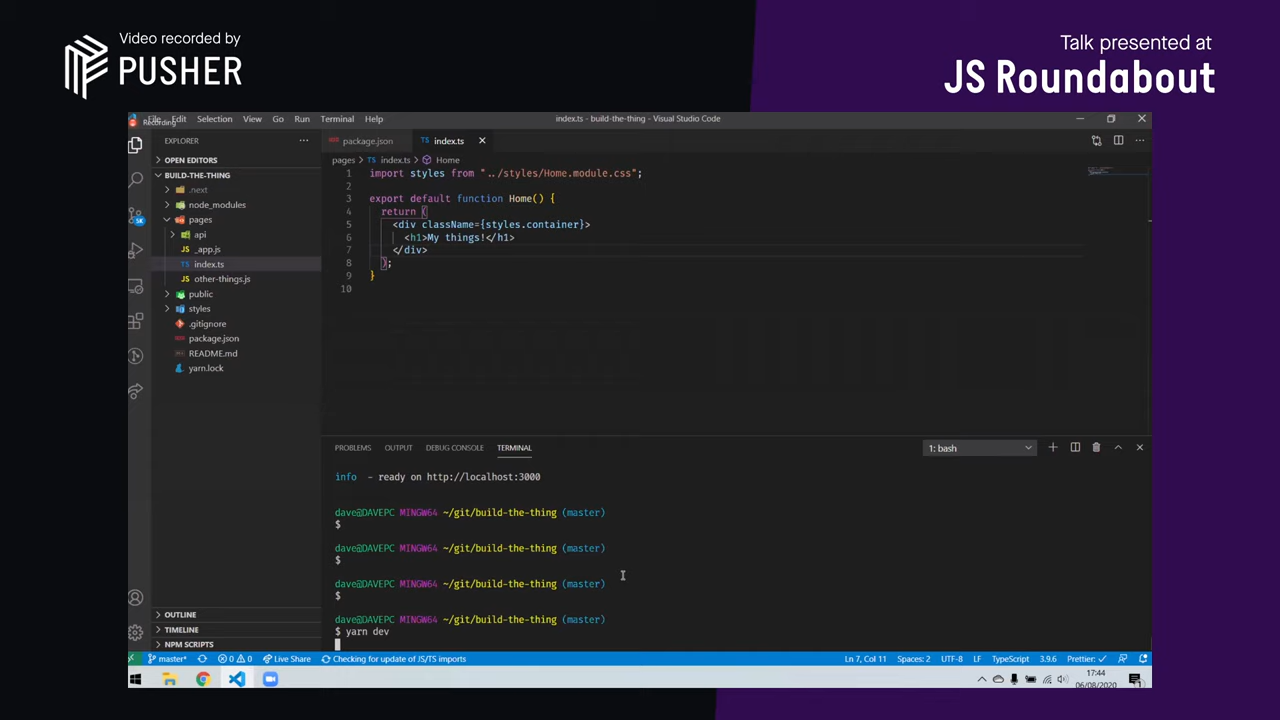 Video recorded by
PUSHER
Talk presented at
JS Roundabout
File Edit Selection View Go Run Terminal Help
Recording
index.ts - build-the-thing - Visual Studio Code
EXPLORER
OPEN EDITORS
BUILD-THE-THING
.next
node_modules
pages
api
_app.js
index.ts
other-things.js
public
styles
.gitignore
package.json
README.md
yarn.lock
OUTLINE
TIMELINE
NPM SCRIPTS
package.json
TS index.ts
pages > TS index.ts > Home
1 import styles from "../styles/Home.module.css";
2
3 export default function Home() {
4 return (
5 <div className={styles.container}>
6 <h1>My things!</h1>
7 </div>
8 );
9 }
10
PROBLEMS OUTPUT DEBUG CONSOLE TERMINAL
1: bash
info - ready on http://localhost:3000
dave@DAVEPC MINGW64 ~/git/build-the-thing (master)
$
dave@DAVEPC MINGW64 ~/git/build-the-thing (master)
$
dave@DAVEPC MINGW64 ~/git/build-the-thing (master)
$
dave@DAVEPC MINGW64 ~/git/build-the-thing (master)
$ yarn dev
master* 0 0 Live Share Checking for update of JS/TS imports
Ln 7, Col 11 Spaces: 2 UTF-8 LF TypeScript 3.9.6 Prettier: ✓
17:44
06/08/2020